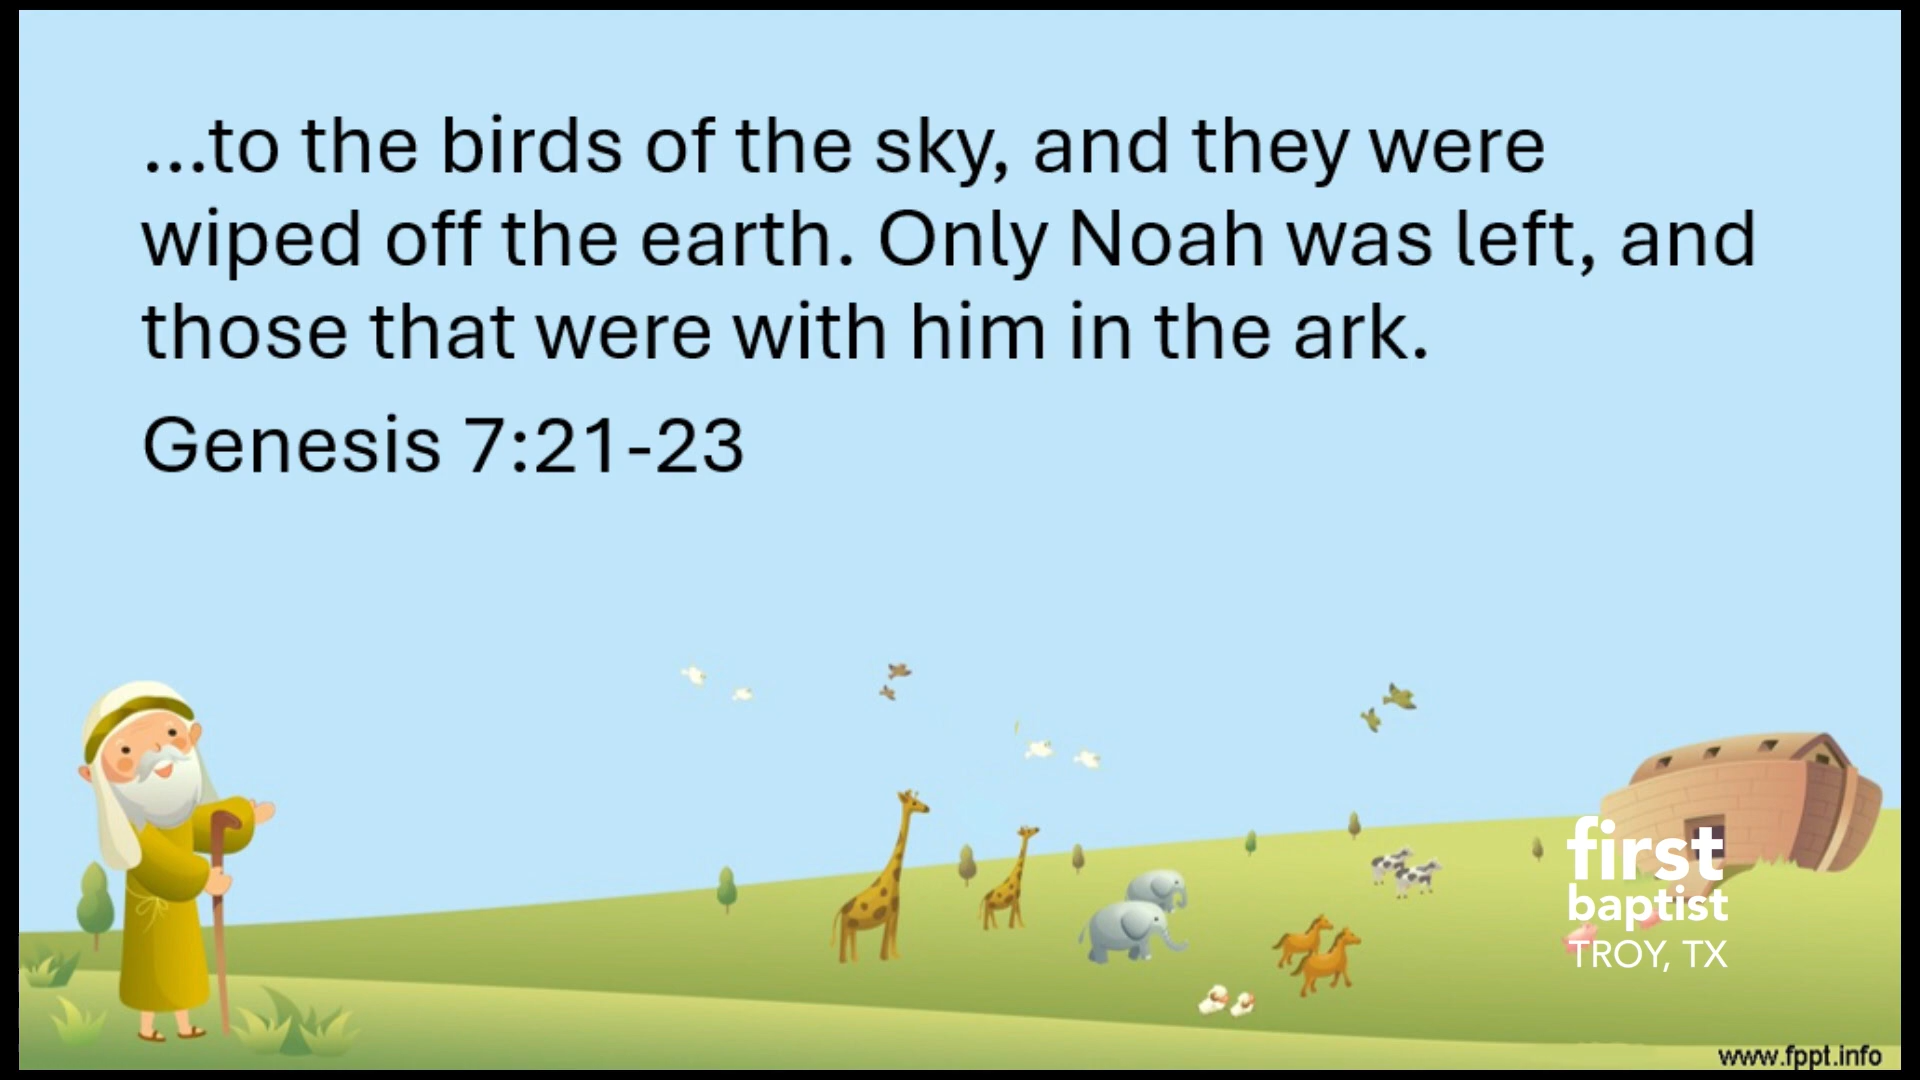 ...to the birds of the sky, and they were
wiped off the earth. Only Noah was left, and
those that were with him in the ark.
Genesis 7:21-23
first
baptist
TROY, TX
www.fppt.info